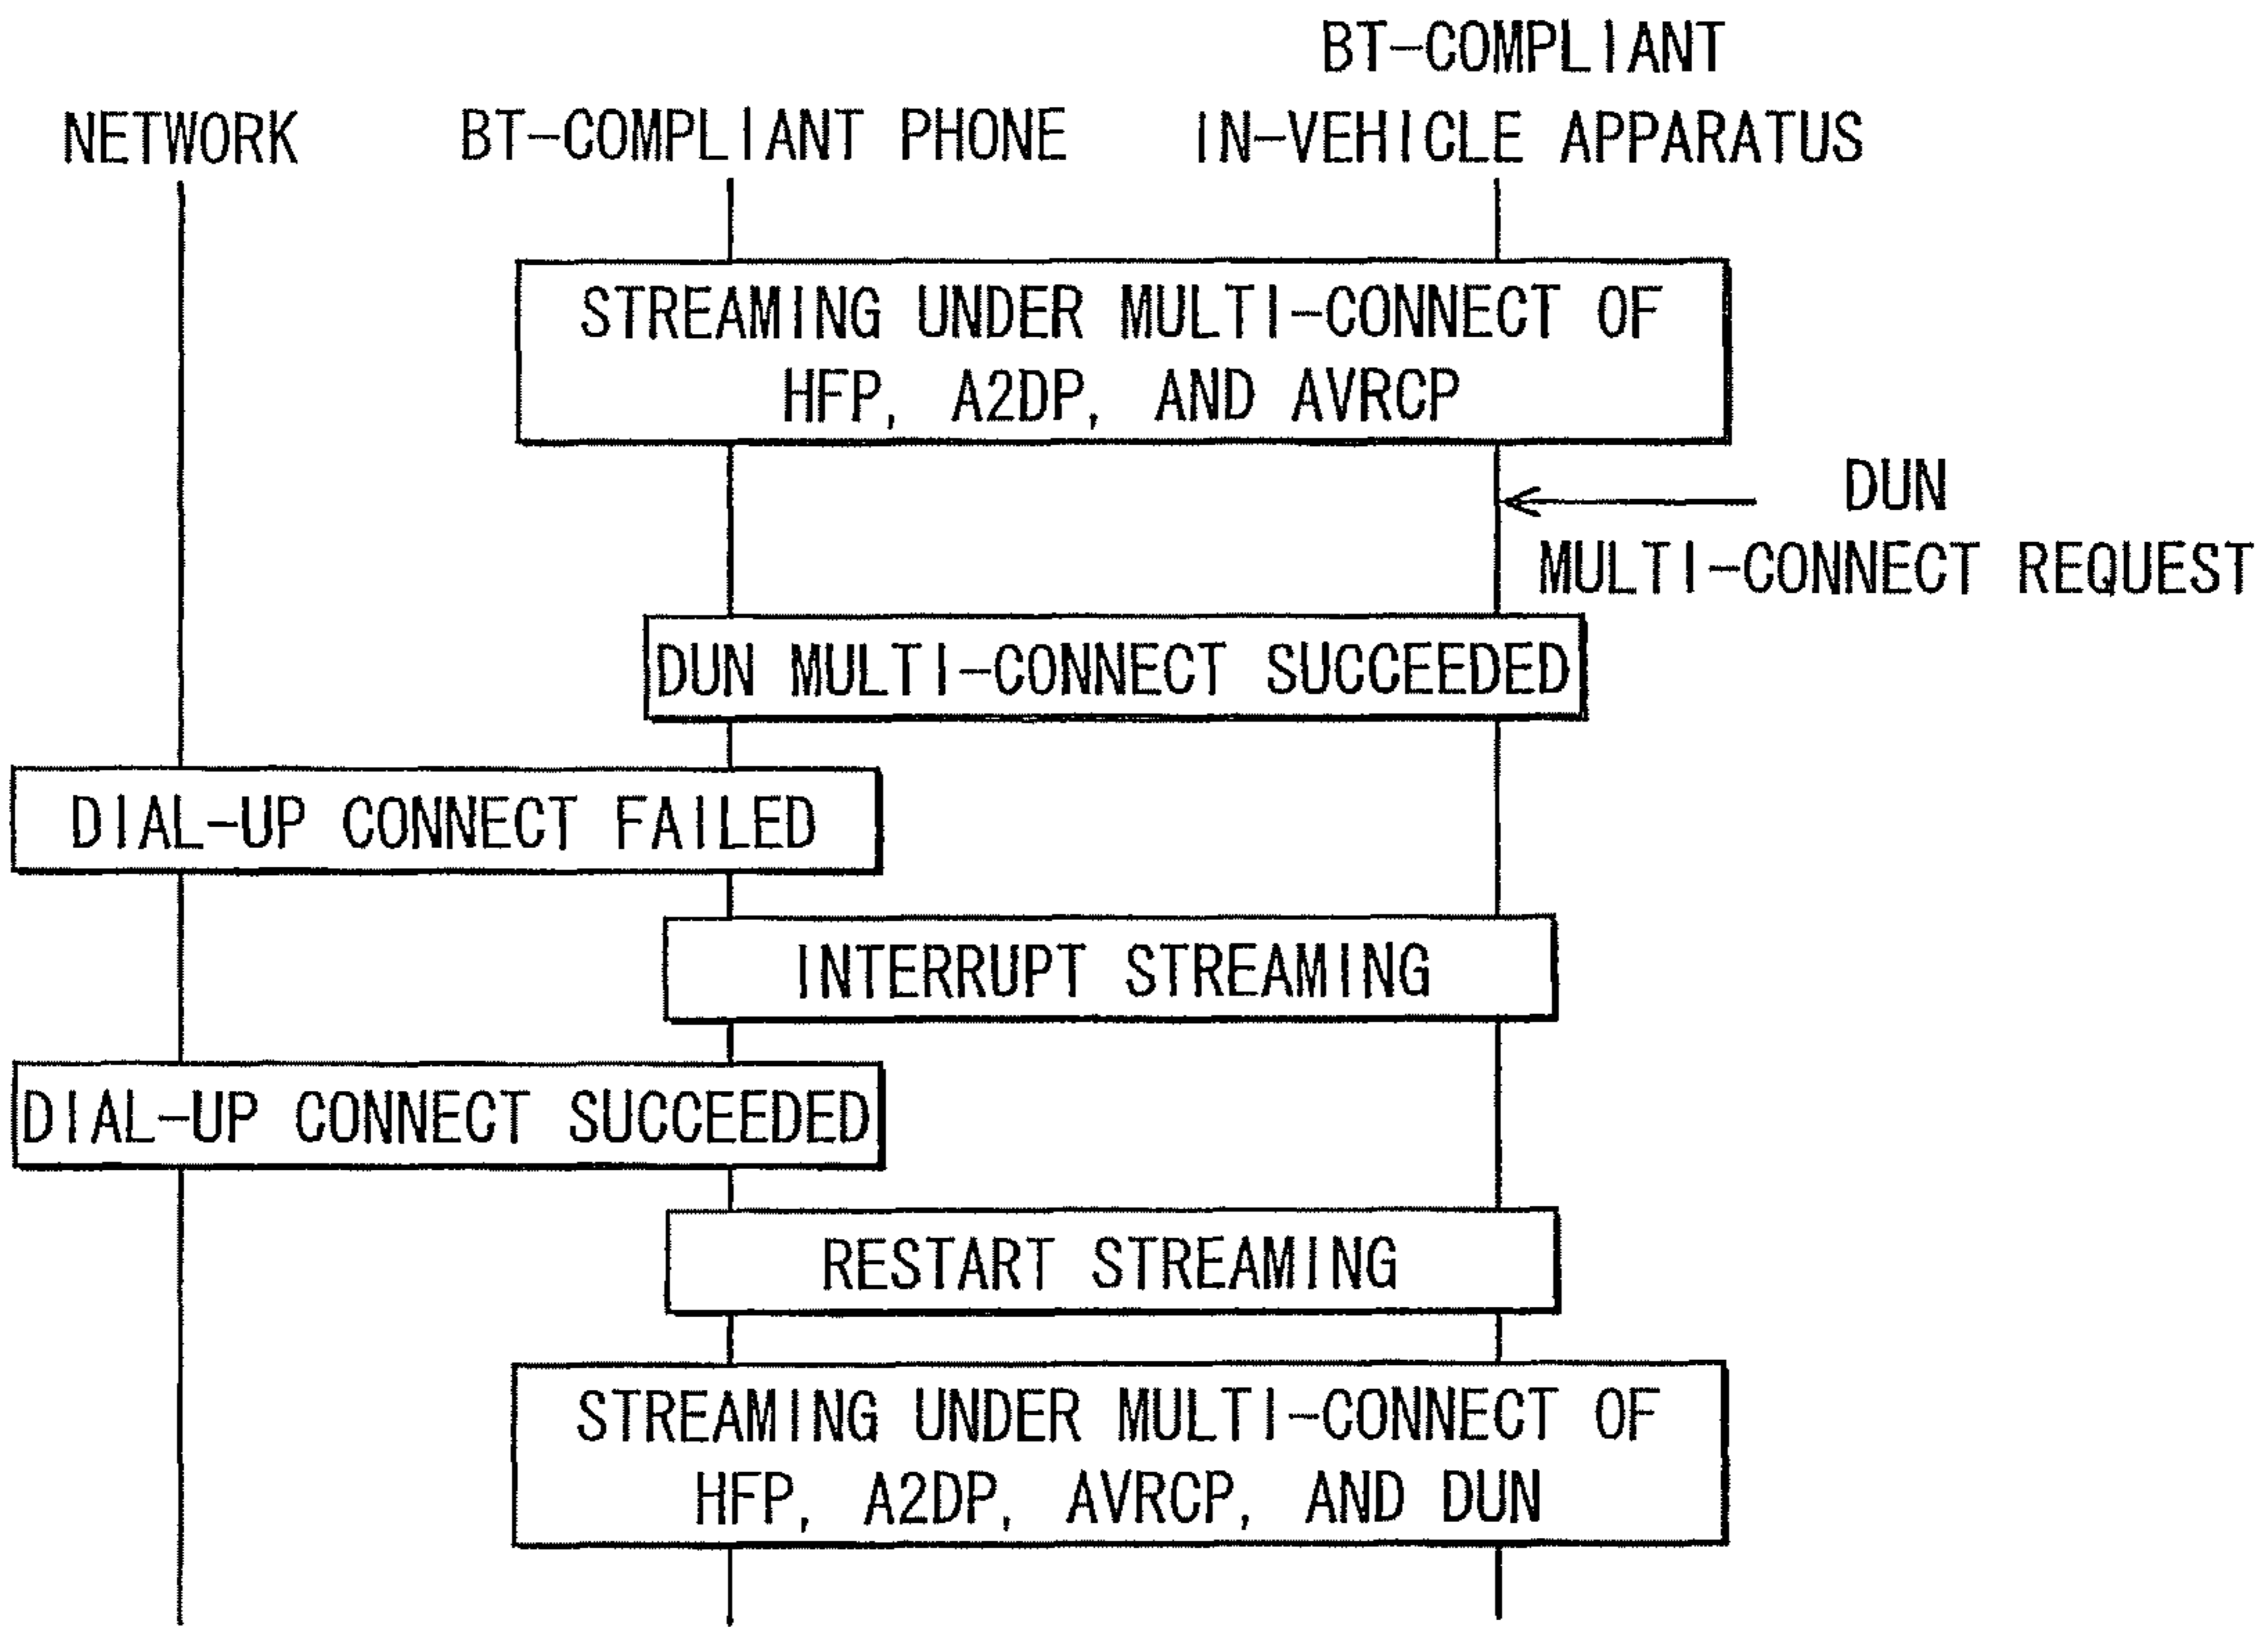 NETWORK
BT-COMPLIANT PHONE
BT-COMPLIANT
IN-VEHICLE APPARATUS
STREAMING UNDER MULTI-CONNECT OF
HFP, A2DP, AND AVRCP
DUN
MULTI-CONNECT REQUEST
DUN MULTI-CONNECT SUCCEEDED
DIAL-UP CONNECT FAILED
INTERRUPT STREAMING
DIAL-UP CONNECT SUCCEEDED
RESTART STREAMING
STREAMING UNDER MULTI-CONNECT OF
HFP, A2DP, AVRCP, AND DUN